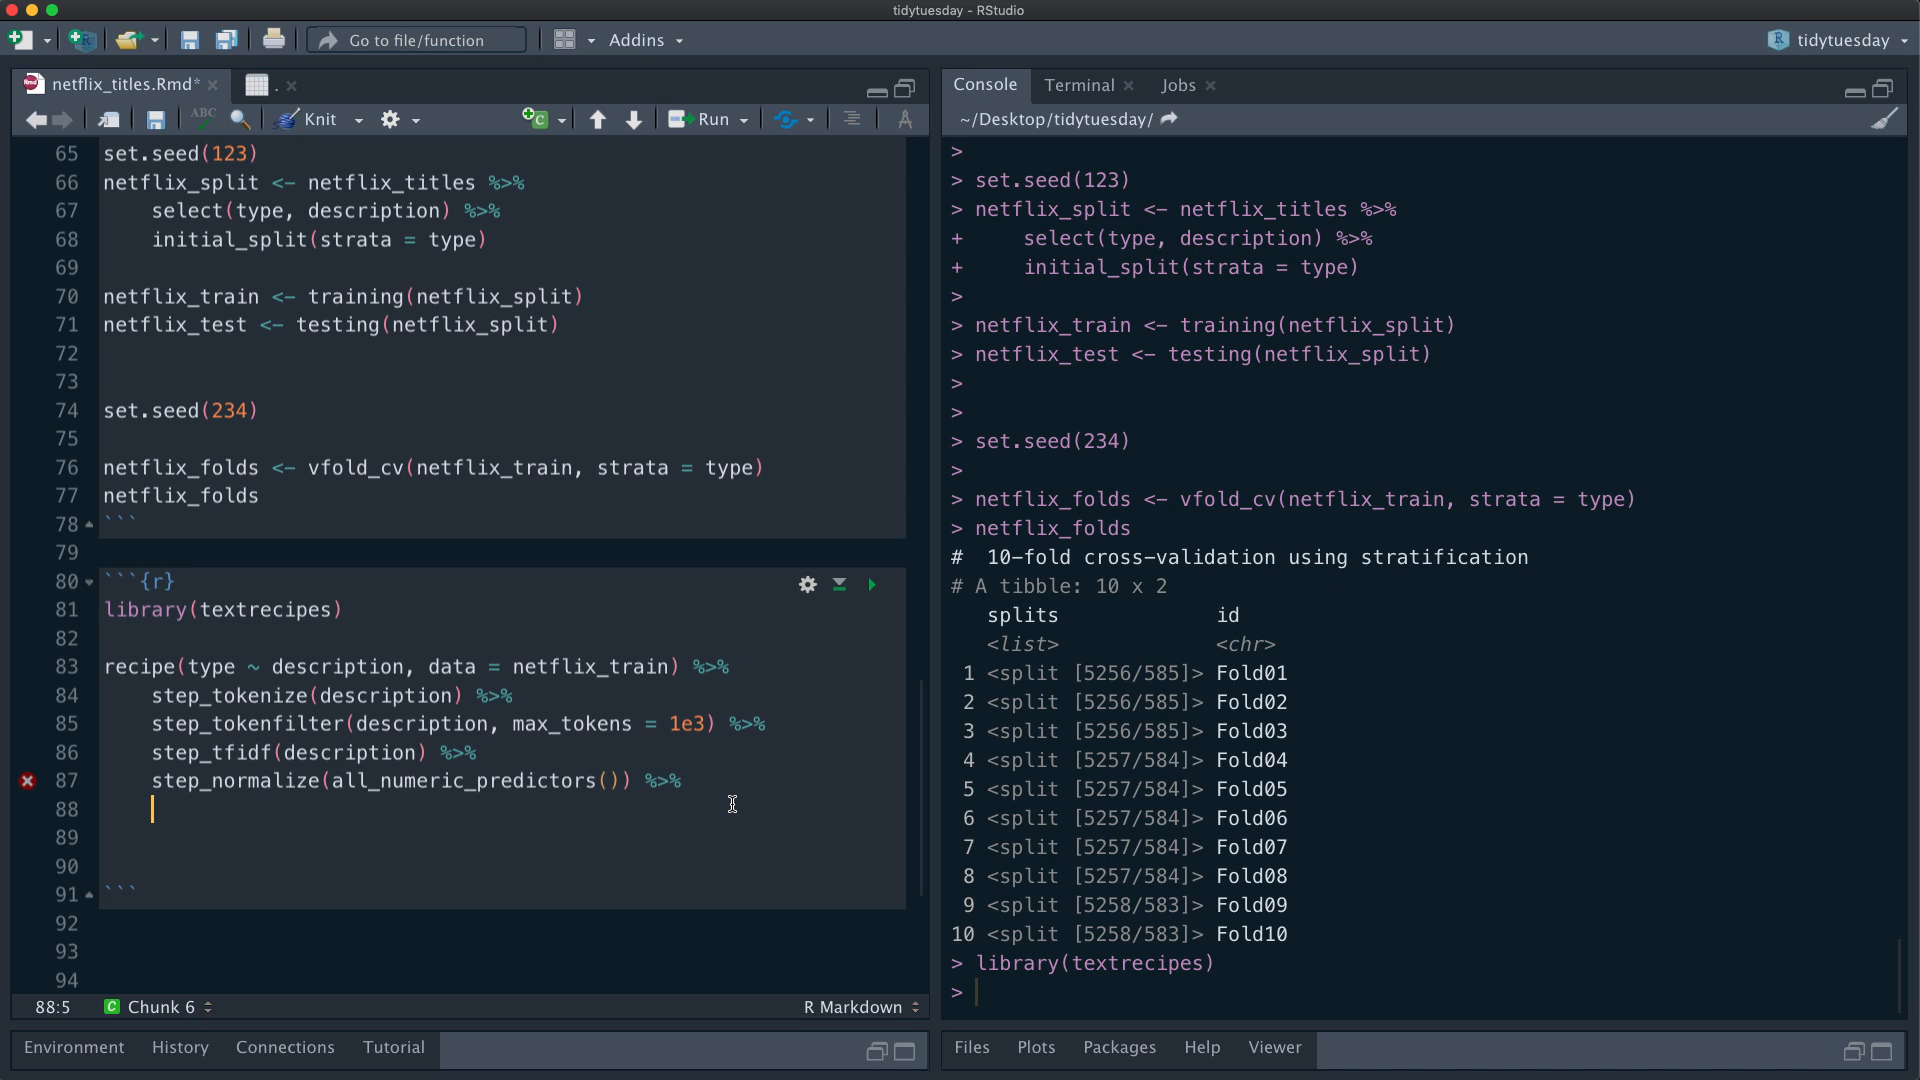 tidytuesday - RStudio
Go to file/function
Addins
tidytuesday
netflix_titles.Rmd*
.
ABC
Knit
Run
65 set.seed(123)
66 netflix_split <- netflix_titles %>%
67 select(type, description) %>%
68 initial_split(strata = type)
69
70 netflix_train <- training(netflix_split)
71 netflix_test <- testing(netflix_split)
72
73
74 set.seed(234)
75
76 netflix_folds <- vfold_cv(netflix_train, strata = type)
77 netflix_folds
78 ```
79
80 ```{r}
81 library(textrecipes)
82
83 recipe(type ~ description, data = netflix_train) %>%
84 step_tokenize(description) %>%
85 step_tokenfilter(description, max_tokens = 1e3) %>%
86 step_tfidf(description) %>%
87 step_normalize(all_numeric_predictors()) %>%
88
89
90
91 ```
92
93
94
88:5 Chunk 6 R Markdown
Environment History Connections Tutorial
Console Terminal Jobs
~/Desktop/tidytuesday/
>
> set.seed(123)
> netflix_split <- netflix_titles %>%
+ select(type, description) %>%
+ initial_split(strata = type)
>
> netflix_train <- training(netflix_split)
> netflix_test <- testing(netflix_split)
>
>
> set.seed(234)
>
> netflix_folds <- vfold_cv(netflix_train, strata = type)
> netflix_folds
# 10-fold cross-validation using stratification
# A tibble: 10 x 2
splits id
<list> <chr>
1 <split [5256/585]> Fold01
2 <split [5256/585]> Fold02
3 <split [5256/585]> Fold03
4 <split [5257/584]> Fold04
5 <split [5257/584]> Fold05
6 <split [5257/584]> Fold06
7 <split [5257/584]> Fold07
8 <split [5257/584]> Fold08
9 <split [5258/583]> Fold09
10 <split [5258/583]> Fold10
> library(textrecipes)
>
Files Plots Packages Help Viewer